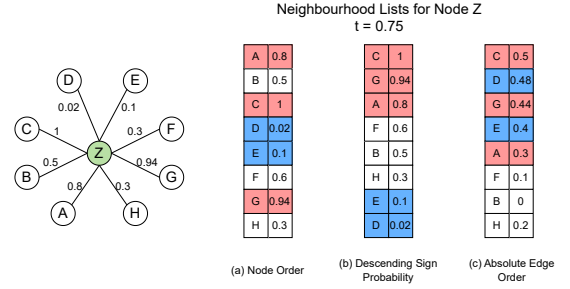 Neighbourhood Lists for Node Z
t = 0.75
D
E
0.02
0.1
C
F
1
0.3
Z
0.5
0.94
B
G
0.8
0.3
A
H
A 0.8
B 0.5
C 1
D 0.02
E 0.1
F 0.6
G 0.94
H 0.3
(a) Node Order
C 1
G 0.94
A 0.8
F 0.6
B 0.5
H 0.3
E 0.1
D 0.02
(b) Descending Sign
Probability
C 0.5
D 0.48
G 0.44
E 0.4
A 0.3
F 0.1
B 0
H 0.2
(c) Absolute Edge
Order